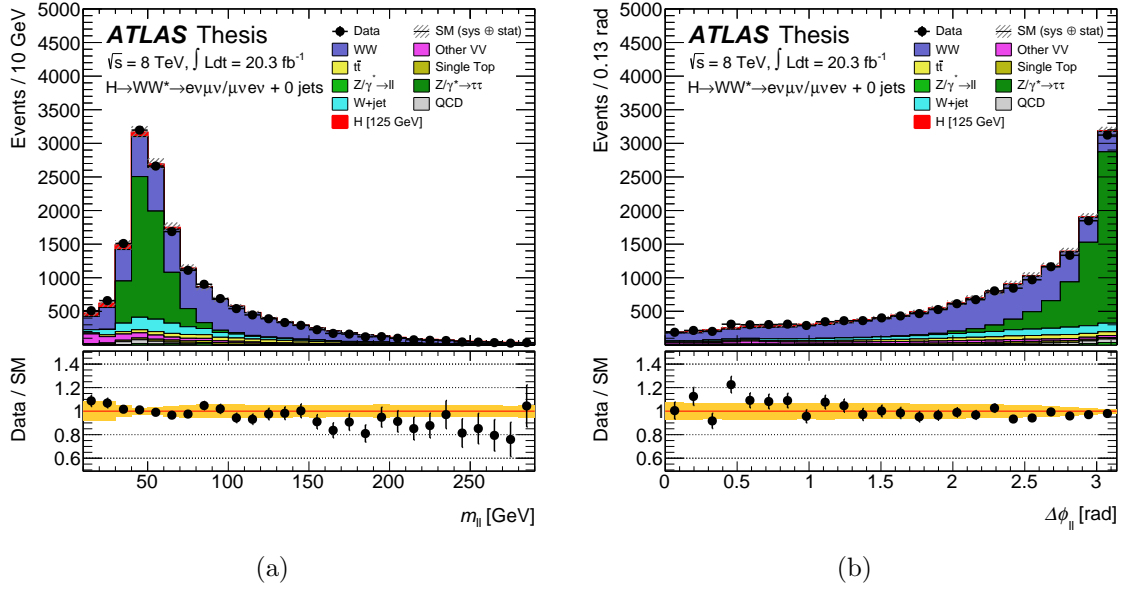 Events / 10 GeV
5000
4500
4000
3500
3000
2500
2000
1500
1000
500
ATLAS Thesis
√s = 8 TeV, ∫ Ldt = 20.3 fb⁻¹
H→WW*→eνμν/μνeν + 0 jets
Data
SM (sys ⊕ stat)
WW
Other VV
tt̄
Single Top
Z/γ*→ll
Z/γ*→ττ
W+jet
QCD
H [125 GeV]
Data / SM
1.4
1.2
1
0.8
0.6
50
100
150
200
250
m_ll [GeV]
(a)
Events / 0.13 rad
5000
4500
4000
3500
3000
2500
2000
1500
1000
500
ATLAS Thesis
√s = 8 TeV, ∫ Ldt = 20.3 fb⁻¹
H→WW*→eνμν/μνeν + 0 jets
Data
SM (sys ⊕ stat)
WW
Other VV
tt̄
Single Top
Z/γ*→ll
Z/γ*→ττ
W+jet
QCD
H [125 GeV]
Data / SM
1.4
1.2
1
0.8
0.6
0
0.5
1
1.5
2
2.5
3
Δϕ_ll [rad]
(b)